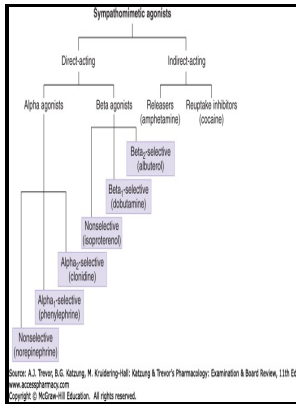 Sympathomimetic agonists
Direct-acting
Indirect-acting
Alpha agonists
Beta agonists
Releasers
(amphetamine)
Reuptake inhibitors
(cocaine)
Beta2-selective
(albuterol)
Beta1-selective
(dobutamine)
Nonselective
(isoproterenol)
Alpha2-selective
(clonidine)
Alpha1-selective
(phenylephrine)
Nonselective
(norepinephrine)
Source: A.J. Trevor, B.G. Katzung, M. Kruidering-Hall: Katzung & Trevor's Pharmacology: Examination & Board Review, 11th Ed
www.accesspharmacy.com
Copyright © McGraw-Hill Education. All rights reserved.